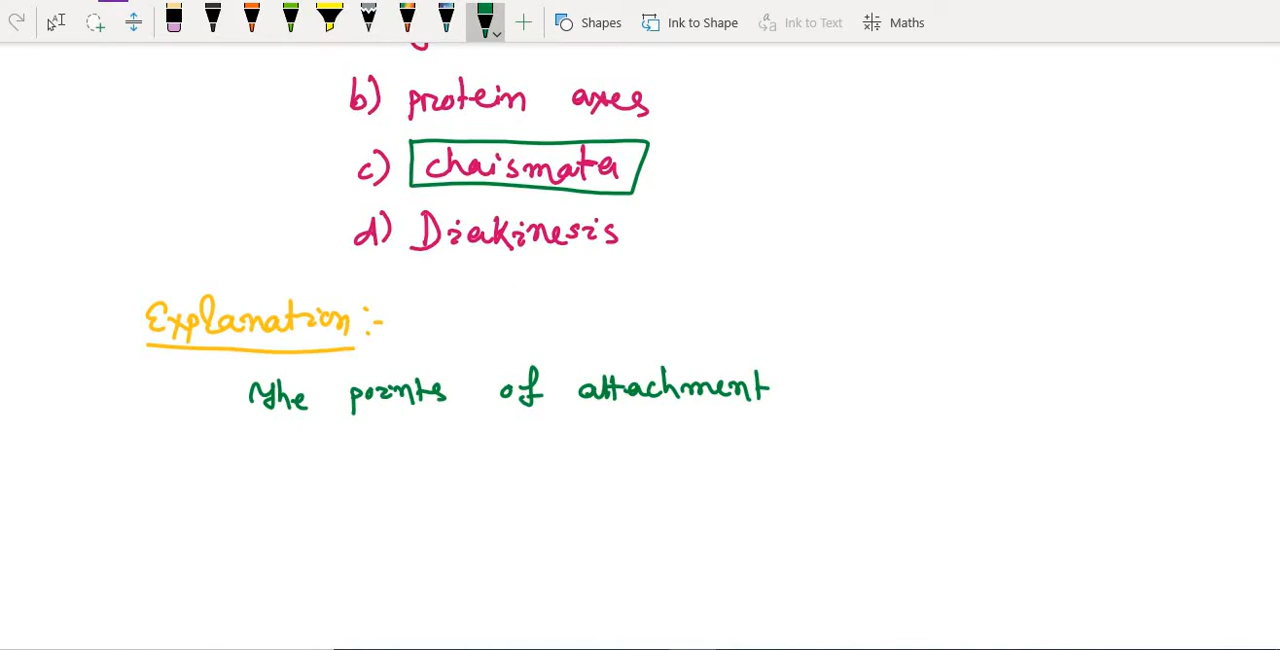 Shapes Ink to Shape Ink to Text Maths
b) protein axes
c) chaismata
d) Diakinesis
Explanation :-
The points of attachment